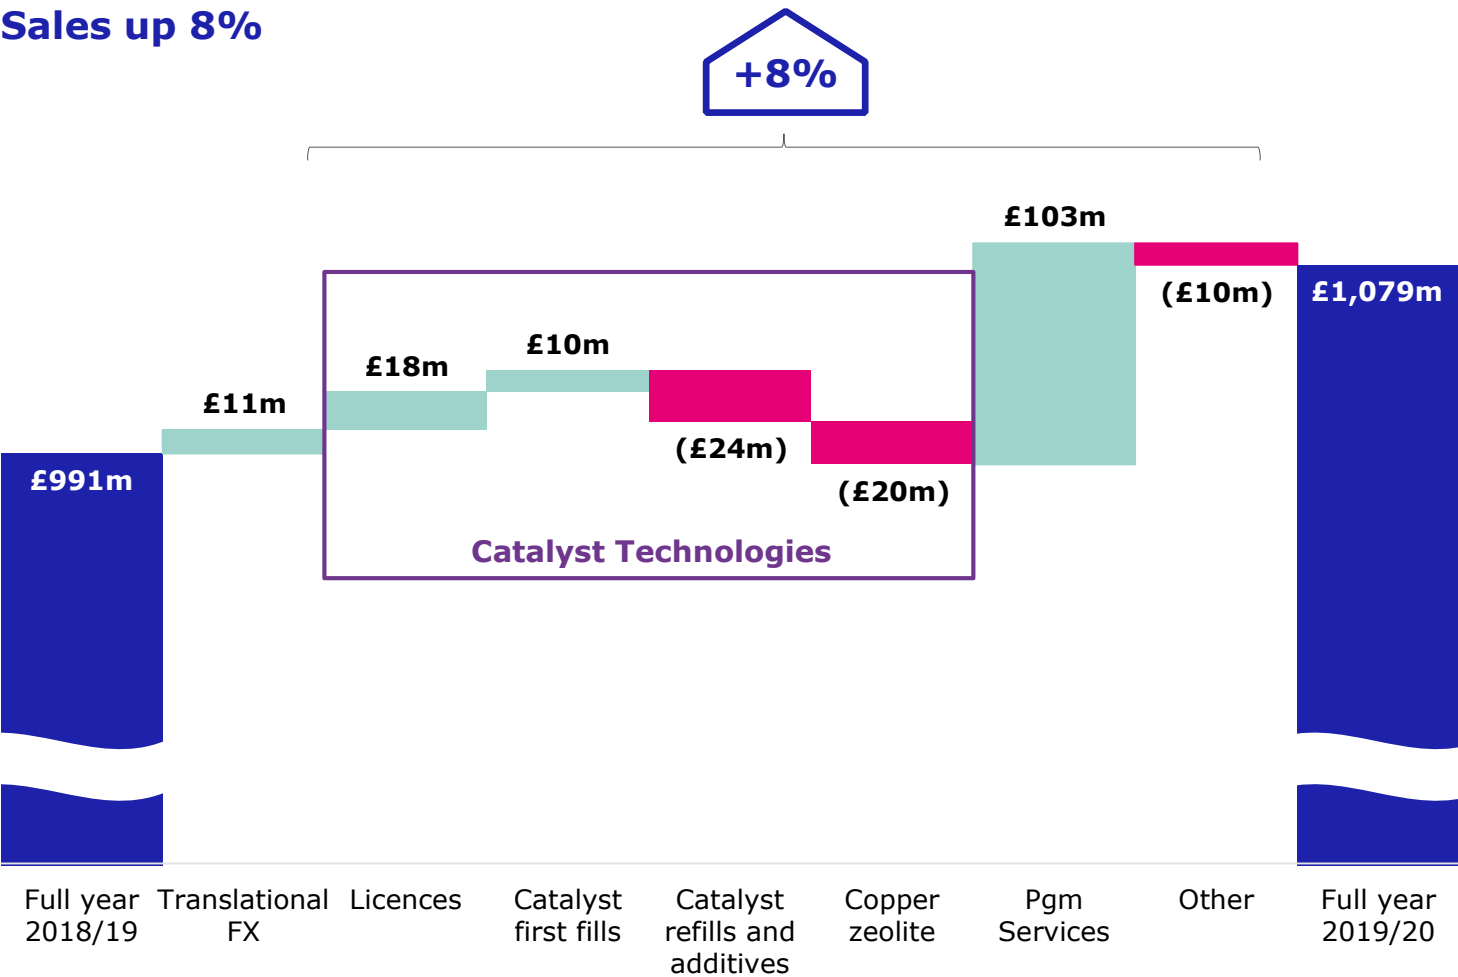 Sales up 8%
+8%
£103m
(£10m)
£1,079m
£10m
£18m
£11m
(£24m)
£991m
(£20m)
Catalyst Technologies
Full year
2018/19
Translational
FX
Licences
Catalyst
first fills
Catalyst
refills and
additives
Copper
zeolite
Pgm
Services
Other
Full year
2019/20